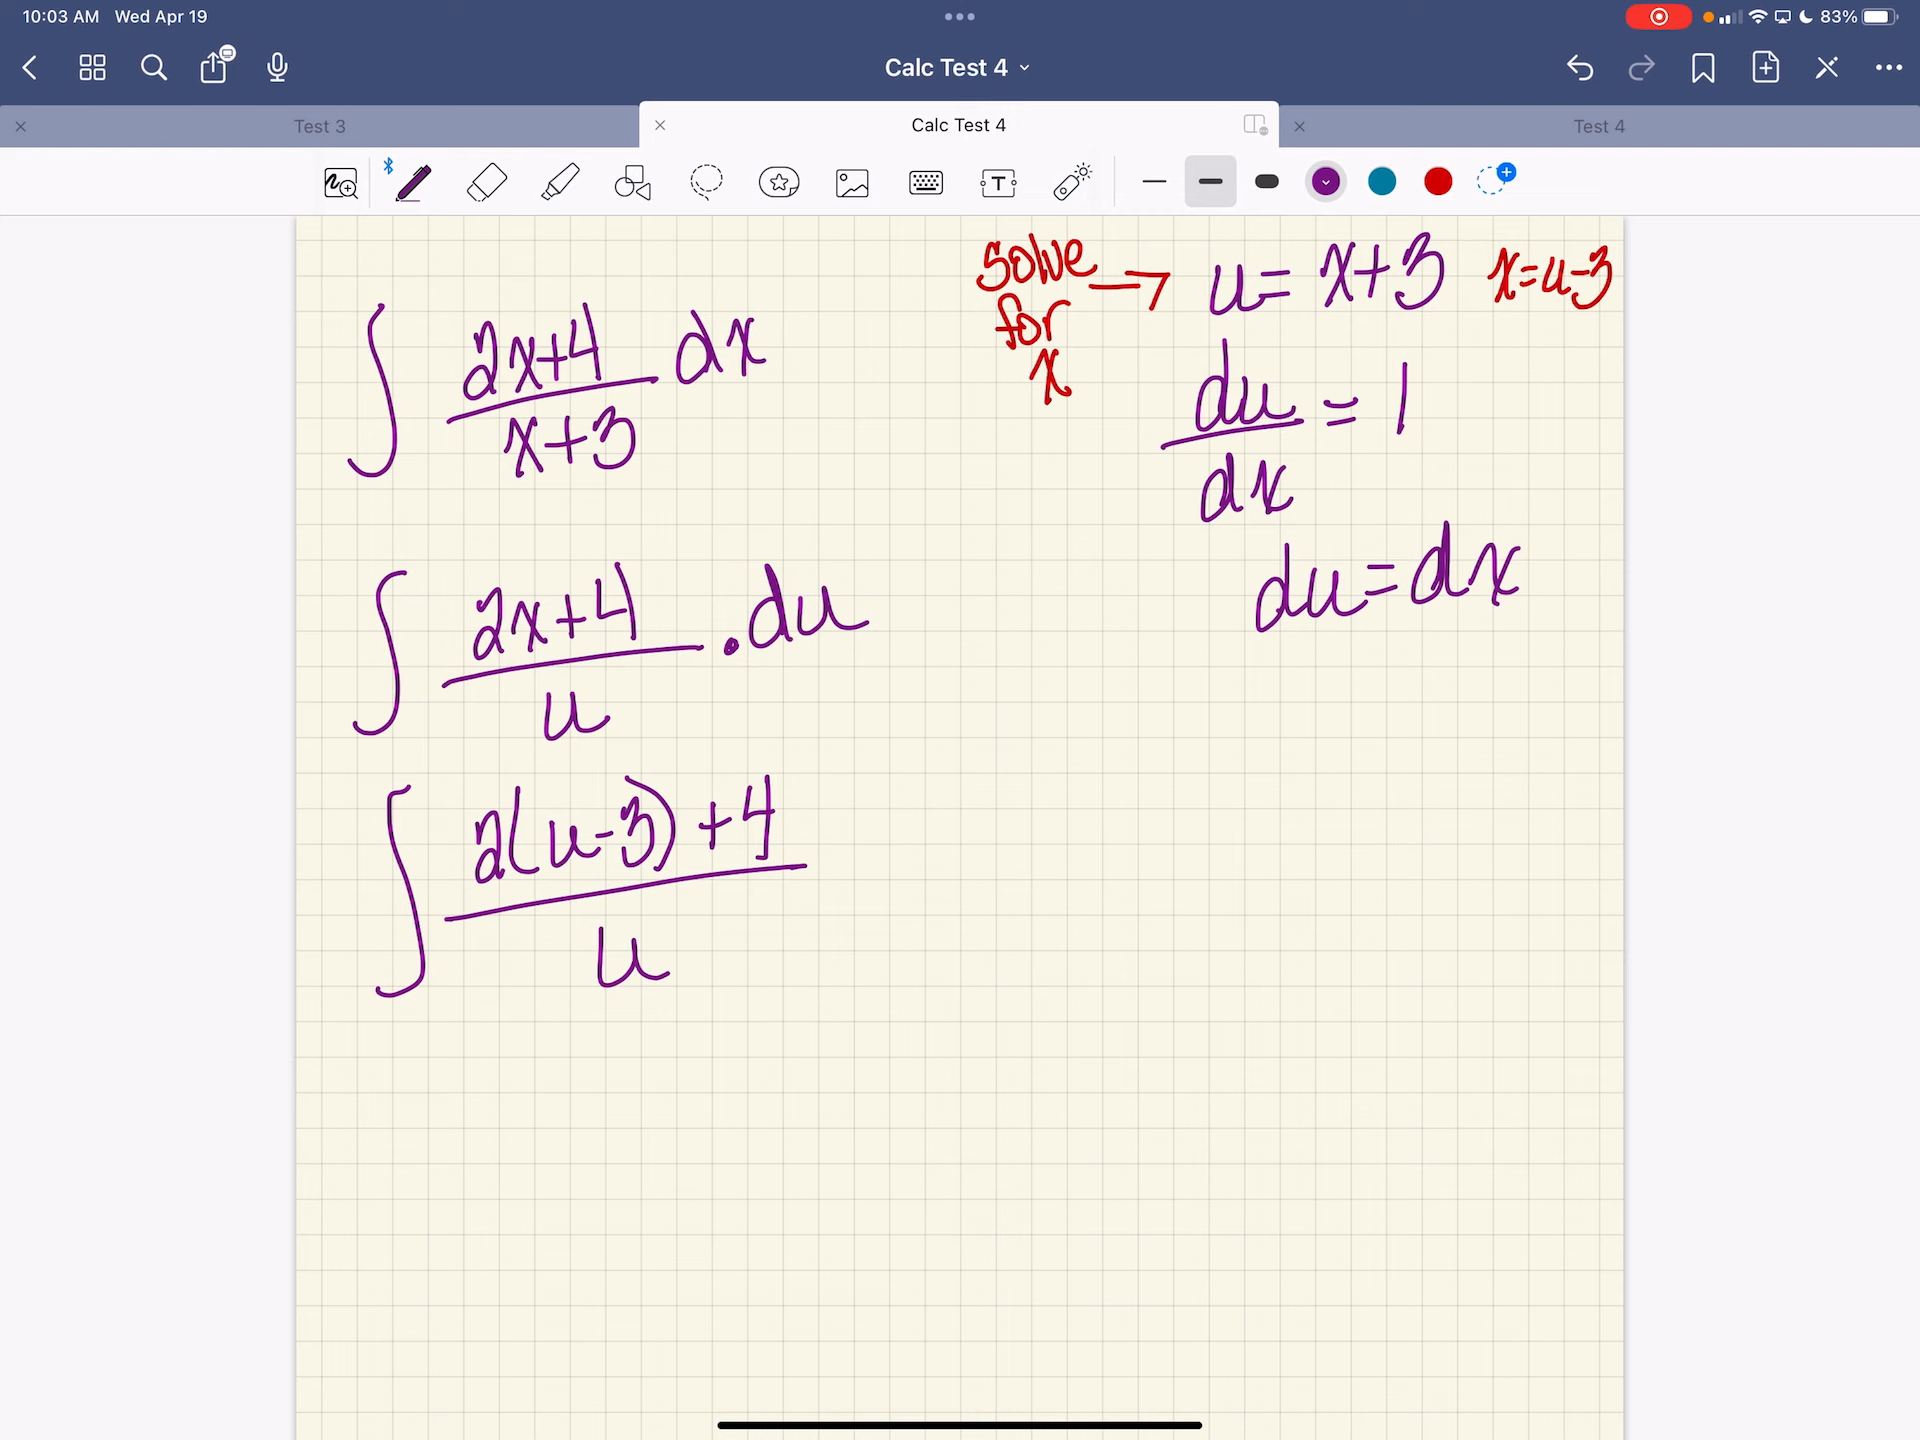 10:03 AM Wed Apr 19
83%
Calc Test 4
Test 3
Calc Test 4
Test 4
T
solve → u = x+3 x=u-3
for
x
∫ 2x+4/x+3 dx
du/dx = 1
du = dx
∫ 2x+4/u · du
∫ 2(u-3)+4/u